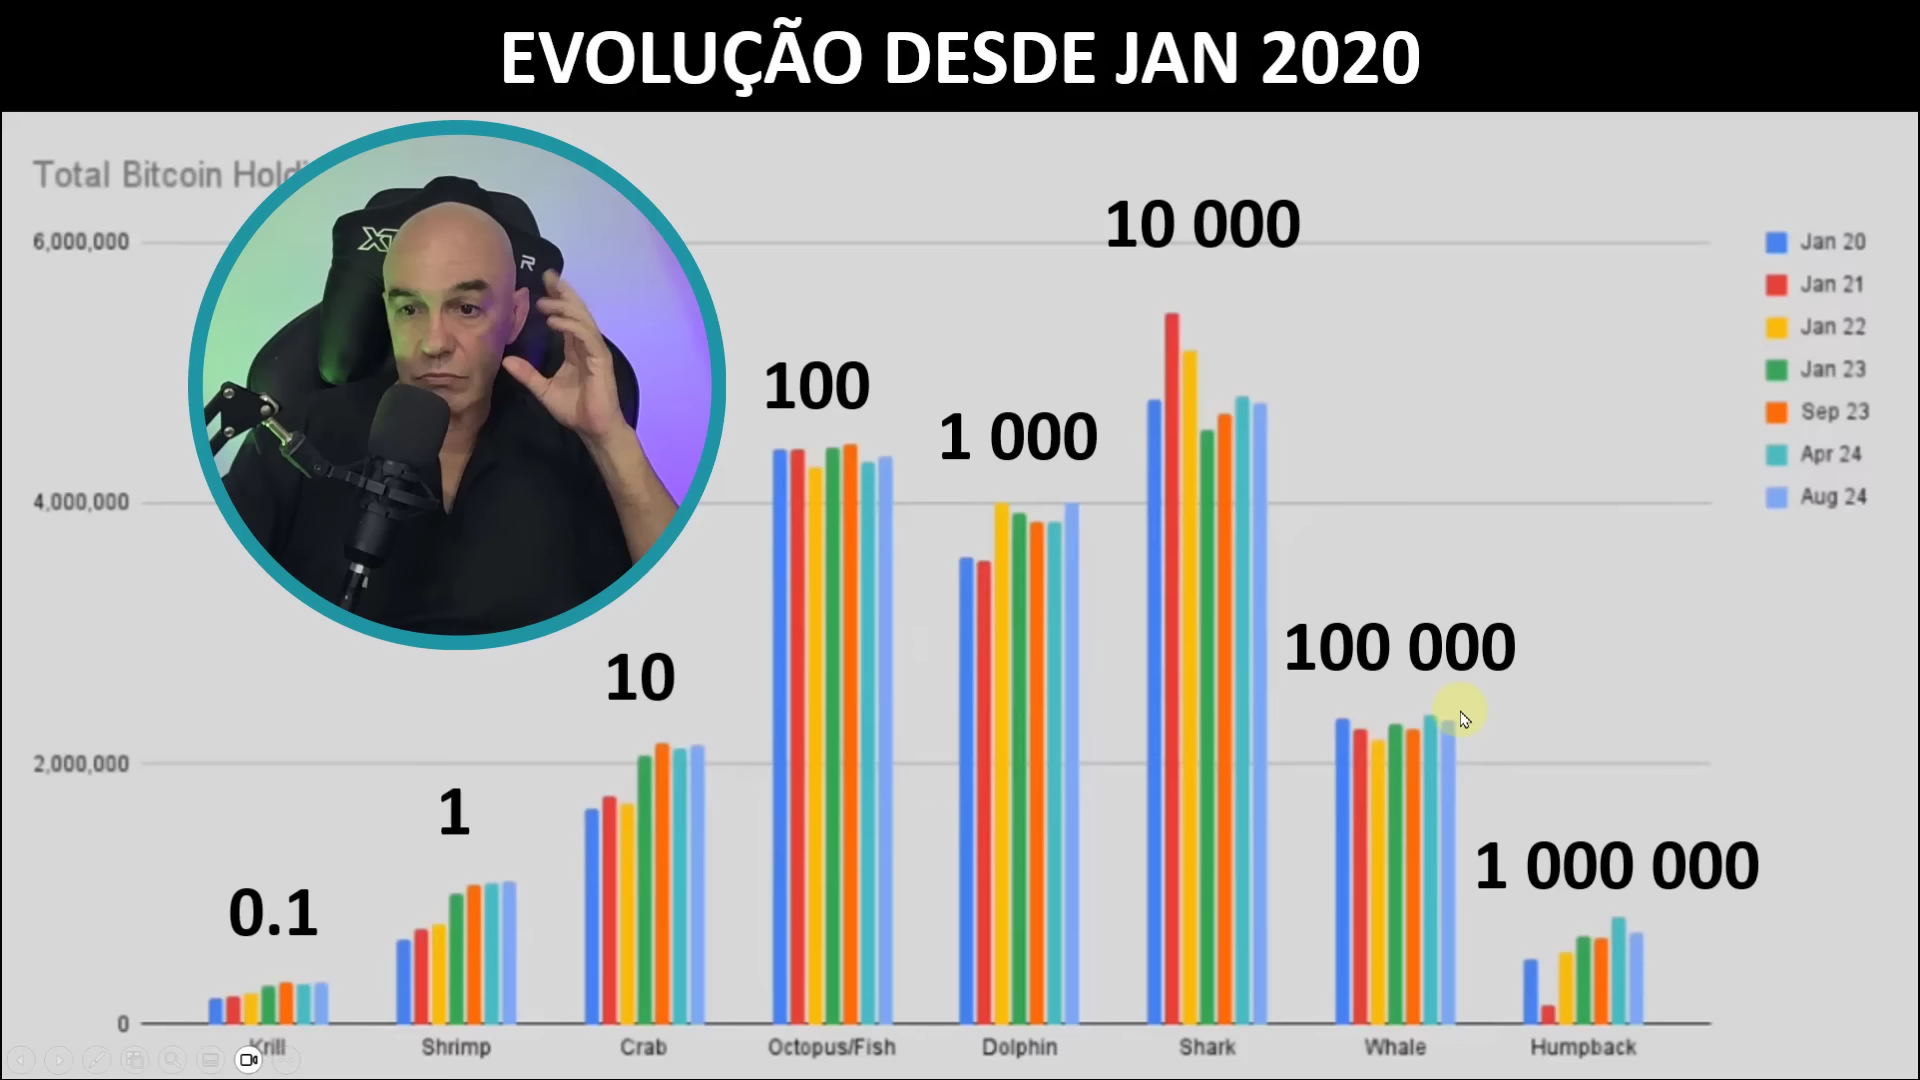 EVOLUÇÃO DESDE JAN 2020
Total Bitcoin
6,000,000
4,000,000
2,000,000
0
0.1
1
10
100
1 000
10 000
100 000
1 000 000
Jan 20
Jan 21
Jan 22
Jan 23
Sep 23
Apr 24
Aug 24
Krill
Shrimp
Crab
Octopus/Fish
Dolphin
Shark
Whale
Humpback